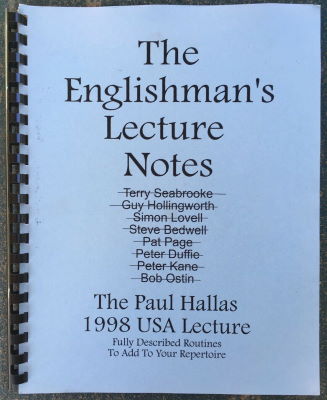 The
Englishman's
Lecture
Notes
Terry Seabrooke
Guy Hollingworth
Simon Lovell
Steve Bedwell
Pat Page
Peter Duffie
Peter Kane
Bob Ostin
The Paul Hallas
1998 USA Lecture
Fully Described Routines
To Add To Your Repertoire